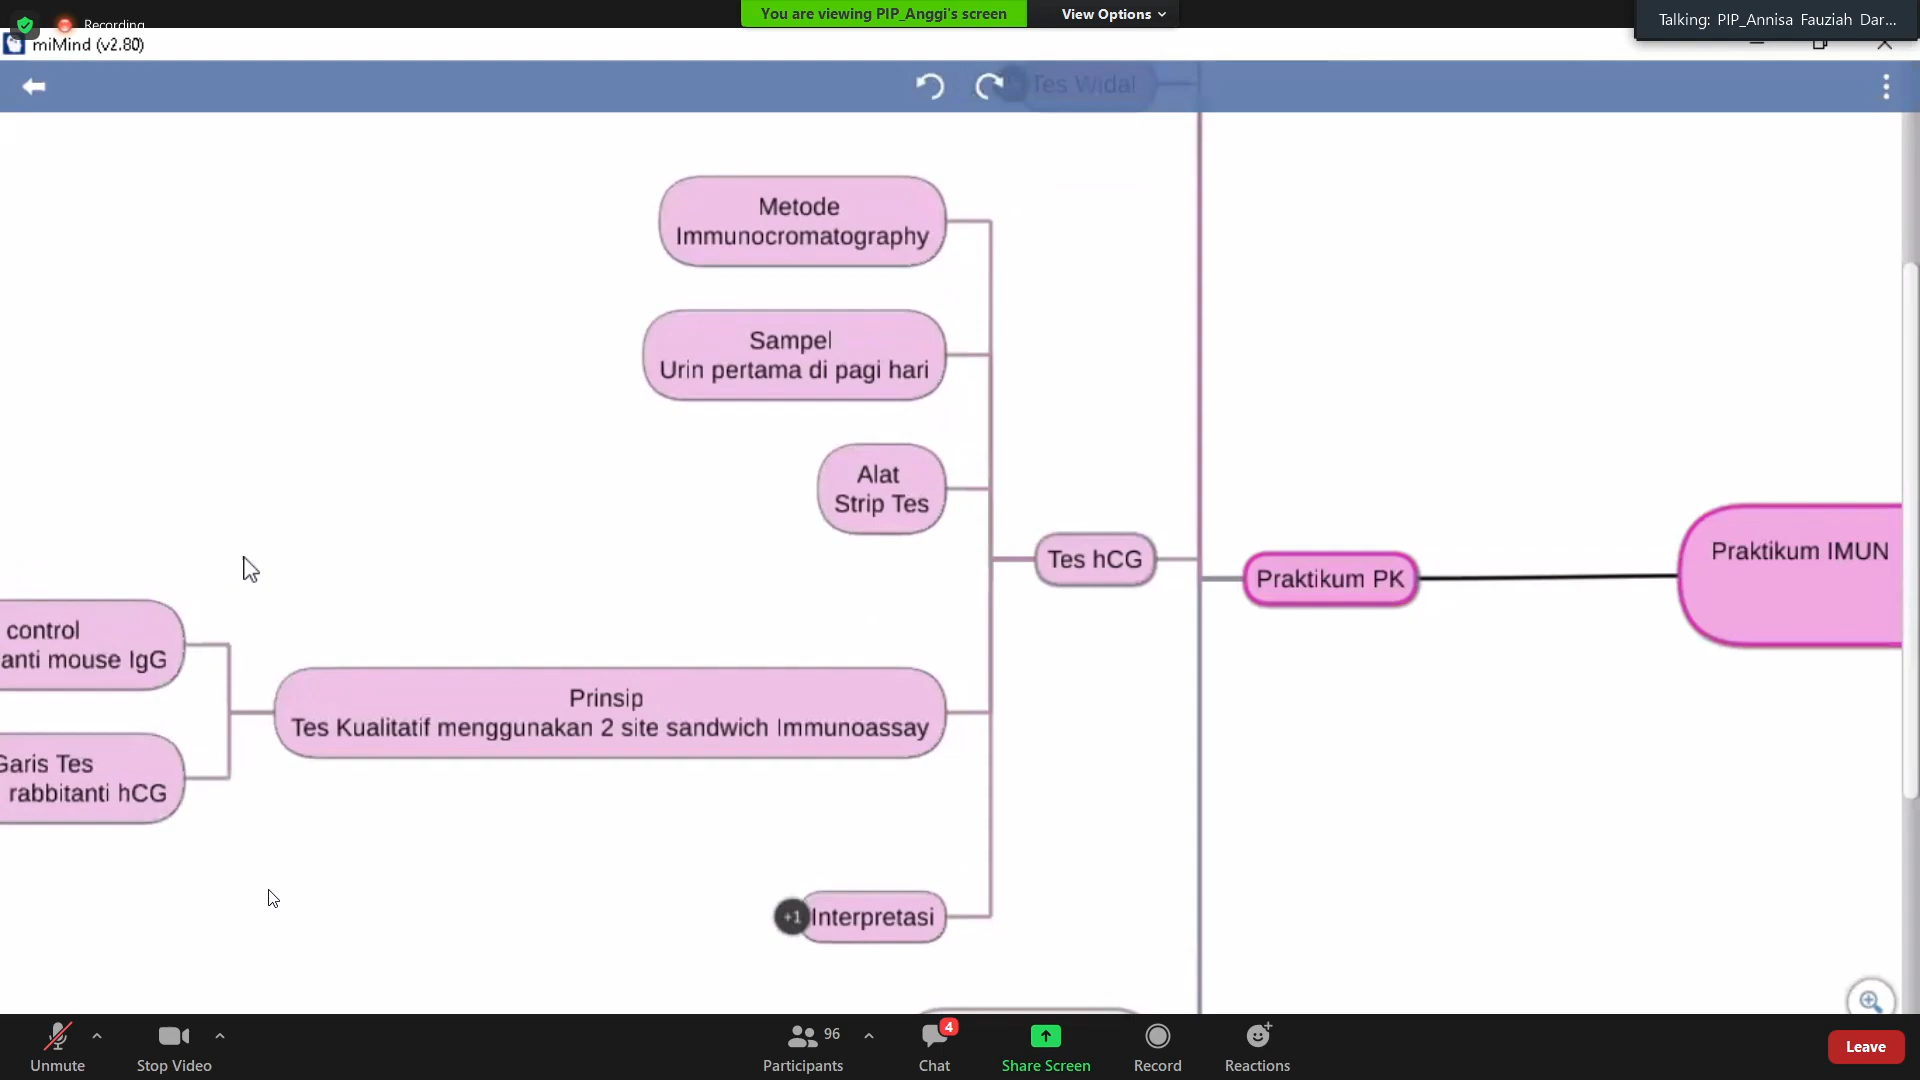 Recording
You are viewing PIP_Anggi's screen
View Options
Talking: PIP_Annisa Fauziah Dar...
miMind (v2.80)
Tes Widal
Metode
Immunocromatography
Sampel
Urin pertama di pagi hari
Alat
Strip Tes
Tes hCG
Praktikum PK
Praktikum IMUN
control
anti mouse IgG
Prinsip
Tes Kualitatif menggunakan 2 site sandwich Immunoassay
Garis Tes
rabbitanti hCG
+1
Interpretasi
Unmute
Stop Video
96
Participants
4
Chat
Share Screen
Record
Reactions
Leave